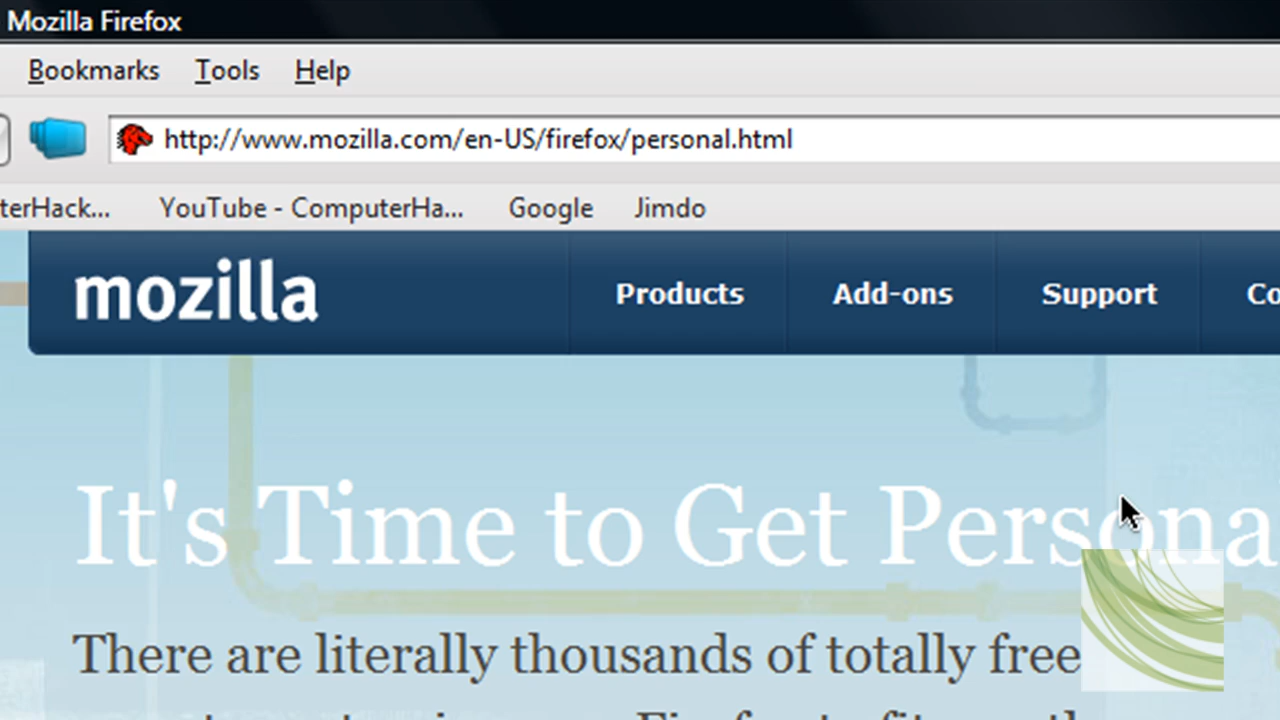 Mozilla Firefox
Bookmarks Tools Help
http://www.mozilla.com/en-US/firefox/personal.html
terHack... YouTube - ComputerHa... Google Jimdo
mozilla Products Add-ons Support Co
It's Time to Get Persona
There are literally thousands of totally free